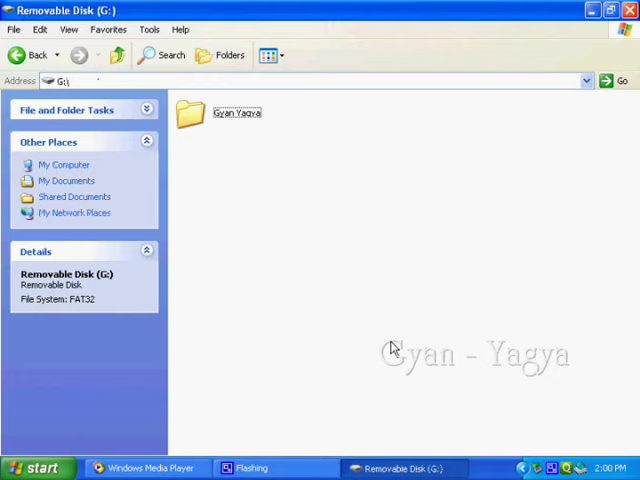 Removable Disk (G:)
File Edit View Favorites Tools Help
Back Search Folders
Address G:\ Go
File and Folder Tasks
Other Places
My Computer
My Documents
Shared Documents
My Network Places
Details
Removable Disk (G:)
Removable Disk
File System: FAT32
Gyan Yagya
Gyan - Yagya
start Windows Media Player Flashing Removable Disk (G:) 2:00 PM